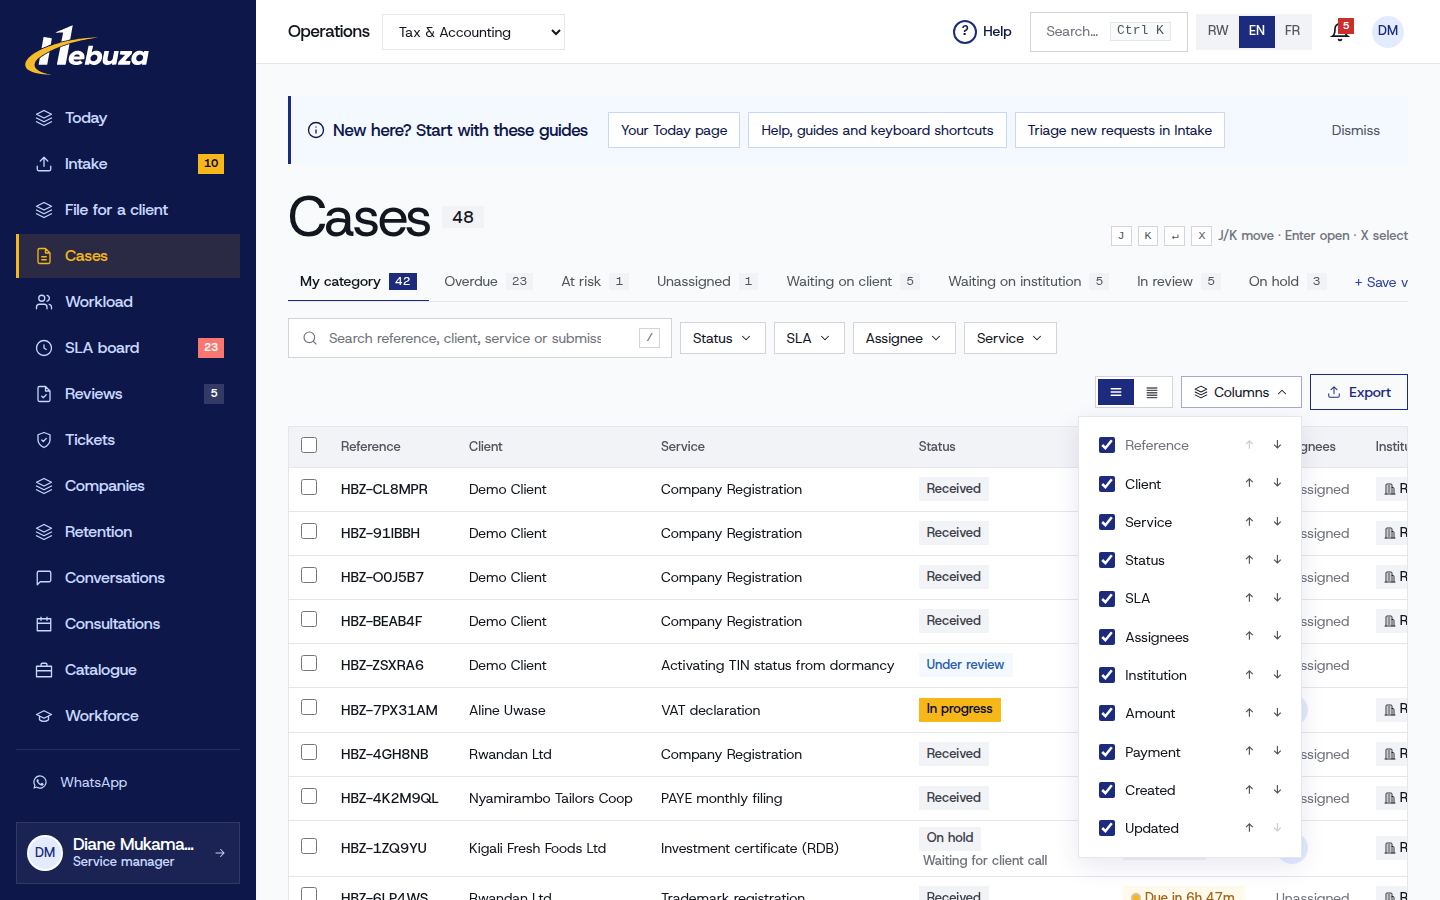 Hebuza
Operations
Tax & Accounting
? Help
Search... Ctrl K
RW EN FR
5
DM
Today
Intake 10
File for a client
Cases
Workload
SLA board 23
Reviews 5
Tickets
Companies
Retention
Conversations
Consultations
Catalogue
Workforce
WhatsApp
DM Diane Mukama...
Service manager
New here? Start with these guides
Your Today page
Help, guides and keyboard shortcuts
Triage new requests in Intake
Dismiss
Cases 48
J K ↵ X J/K move · Enter open · X select
My category 42 Overdue 23 At risk 1 Unassigned 1 Waiting on client 5 Waiting on institution 5 In review 5 On hold 3 + Save v
Search reference, client, service or submiss /
Status SLA Assignee Service
Columns Export
Reference Client Service Status gnees Institu
HBZ-CL8MPR Demo Client Company Registration Received ssigned R
HBZ-91IBBH Demo Client Company Registration Received ssigned R
HBZ-O0J5B7 Demo Client Company Registration Received ssigned R
HBZ-BEAB4F Demo Client Company Registration Received ssigned R
HBZ-ZSXRA6 Demo Client Activating TIN status from dormancy Under review ssigned
HBZ-7PX31AM Aline Uwase VAT declaration In progress R
HBZ-4GH8NB Rwandan Ltd Company Registration Received ssigned R
HBZ-4K2M9QL Nyamirambo Tailors Coop PAYE monthly filing Received ssigned R
HBZ-1ZQ9YU Kigali Fresh Foods Ltd Investment certificate (RDB) On hold R
Waiting for client call
HBZ-6LP4WS Rwandan Ltd Trademark registration Received Due in 6h 47m Unassigned R
Reference ↑ ↓
Client ↑ ↓
Service ↑ ↓
Status ↑ ↓
SLA ↑ ↓
Assignees ↑ ↓
Institution ↑ ↓
Amount ↑ ↓
Payment ↑ ↓
Created ↑ ↓
Updated ↑ ↓